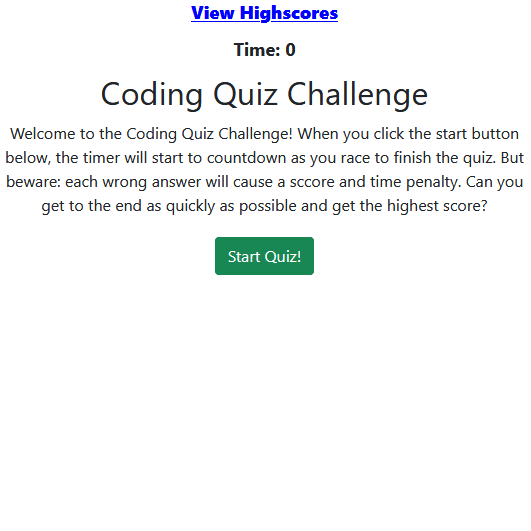 View Highscores
Time: 0
Coding Quiz Challenge
Welcome to the Coding Quiz Challenge! When you click the start button
below, the timer will start to countdown as you race to finish the quiz. But
beware: each wrong answer will cause a sccore and time penalty. Can you
get to the end as quickly as possible and get the highest score?
Start Quiz!